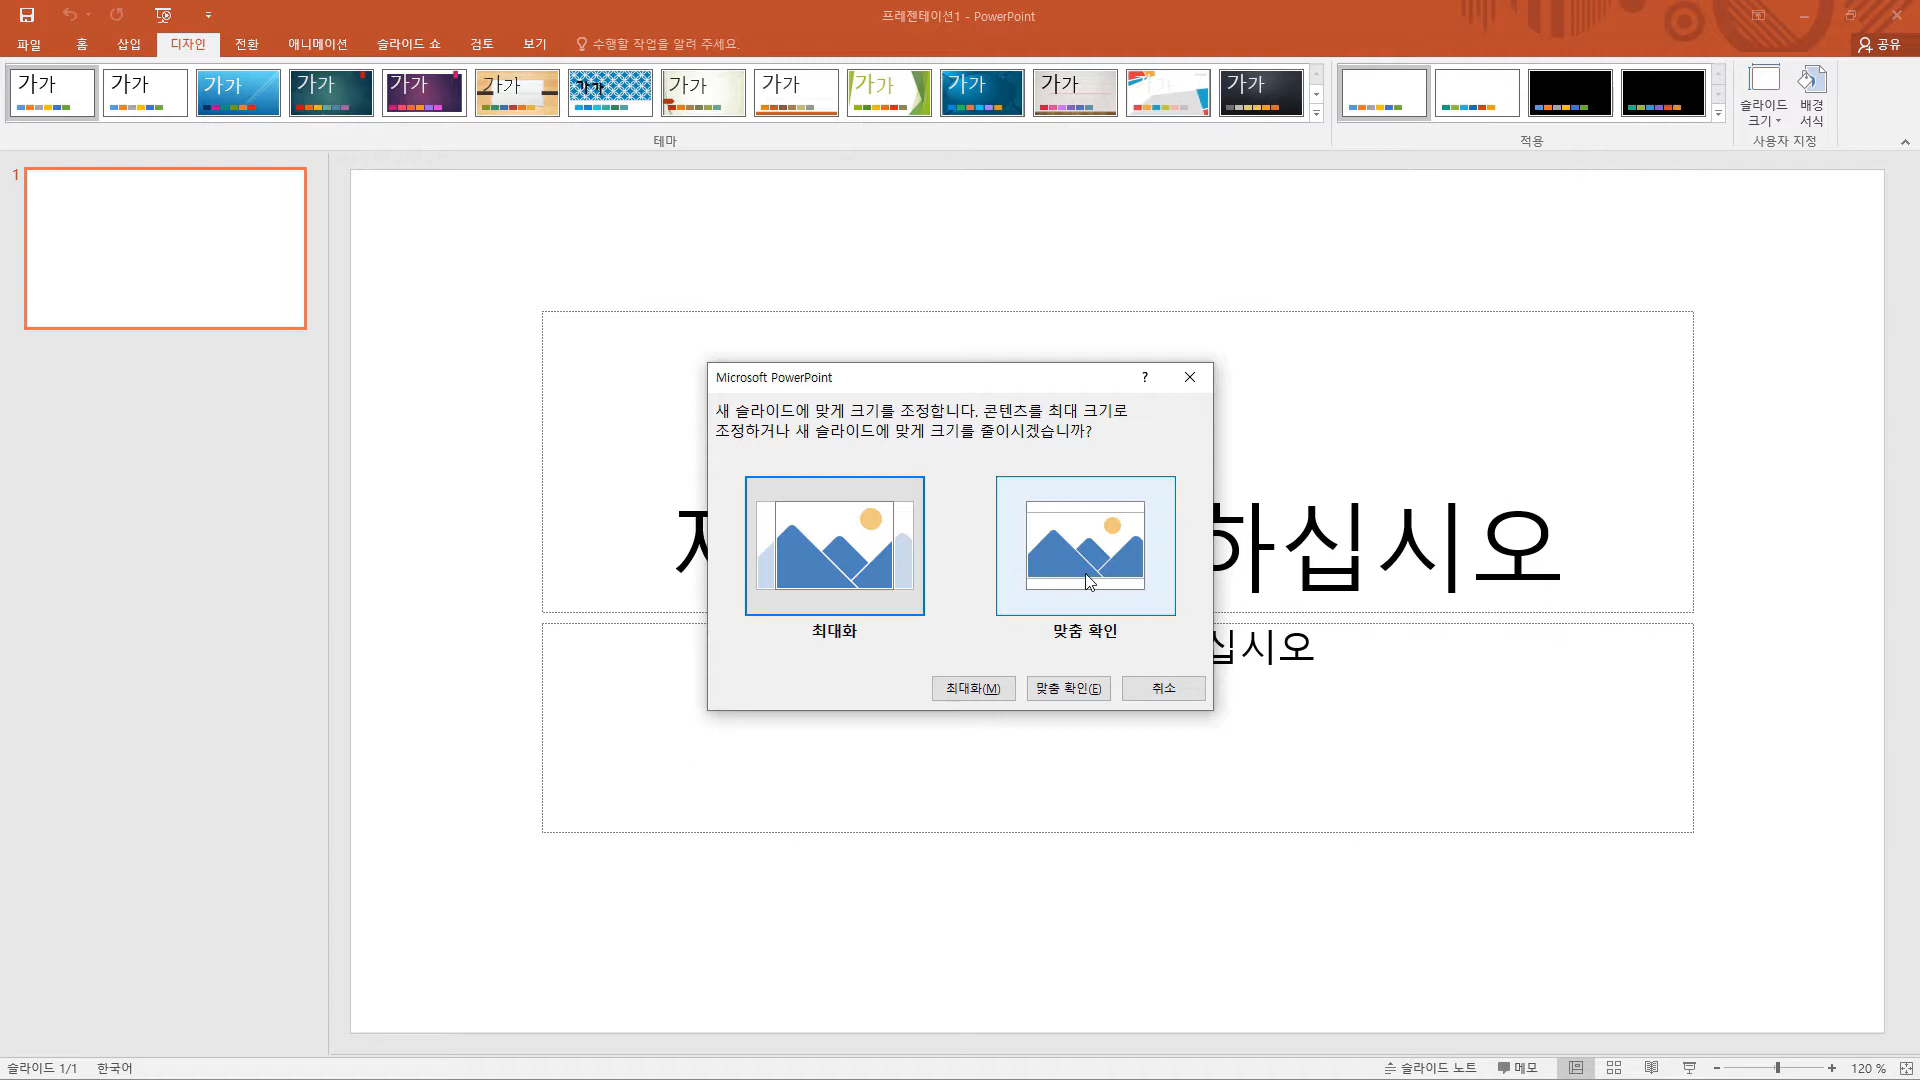 프레젠테이션1 - PowerPoint
파일 홈 삽입 디자인 전환 애니메이션 슬라이드 쇼 검토 보기 수행할 작업을 알려 주세요. 공유
가가 가가 가가 가가 가가 가가 가가 가가 가가 가가 가가 가가 가가
슬라이드 크기
배경 서식
테마 적용 사용자 지정
1
Microsoft PowerPoint ?
새 슬라이드에 맞게 크기를 조정합니다. 콘텐츠를 최대 크기로
조정하거나 새 슬라이드에 맞게 크기를 줄이시겠습니까?
하십시오
최대화 맞춤 확인
십시오
최대화(M) 맞춤 확인(E) 취소
슬라이드 1/1 한국어 슬라이드 노트 메모 120 %